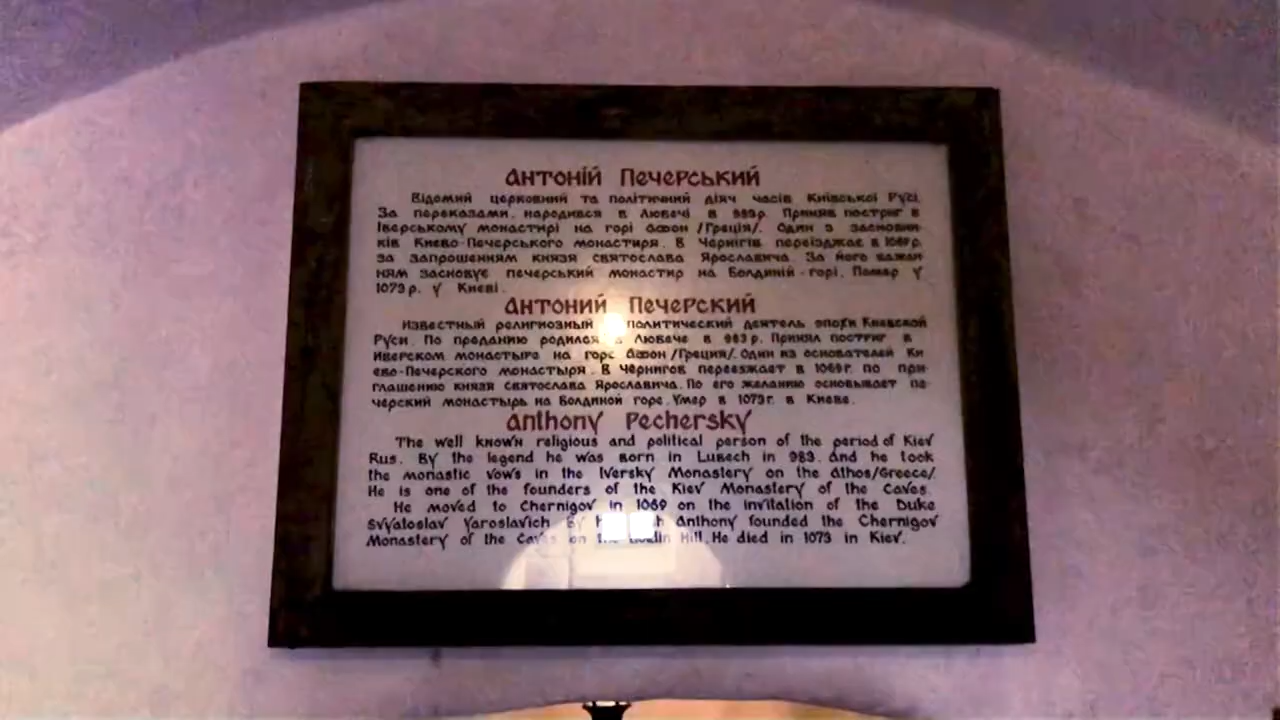 Антоній Печерський
Відомий церковний та політичний діяч часів Київської Русі.
За переказами, народився в Любечі в 983р. Прийняв постриг в
Іверському монастирі на горі Афон /Греція/. Один з засновни-
ків Києво-Печерського монастиря. В Чернігів переїзджає в 1069р.
за запрошенням князя Святослава Ярославича. За його бажан
ням засновує печерський монастир на Болдиній-горі. Помер у
1073р. у Києві.
Антоний Печерский
Известный религиозный политический деятель эпохи Киевской
Руси. По преданию родился в Любече в 983р. Принял постриг в
Иверском монастыре на горе Афон /Греция/. Один из основателей Ки
ево-Печерского монастыря. В Чернигов переезжает в 1069г. по при-
глашению князя Святослава Ярославича. По его желанию основывает пе
черский монастырь на Болдиной горе. Умер в 1073г. в Киеве.
Anthony Pechersky
The well known religious and political person of the period of Kiev
Rus. By the legend he was born in Lubech in 983. and he took
the monastic vows in the Iversky Monastery on the Athos/Greece/.
He is one of the founders of the Kiev Monastery of the Caves.
He moved to Chernigov in 1069 on the invitation of the Duke
Svyatoslav Yaroslavich. By Anthony founded the Chernigov
Monastery of the Caves on the Boldin Hill. He died in 1073 in Kiev.